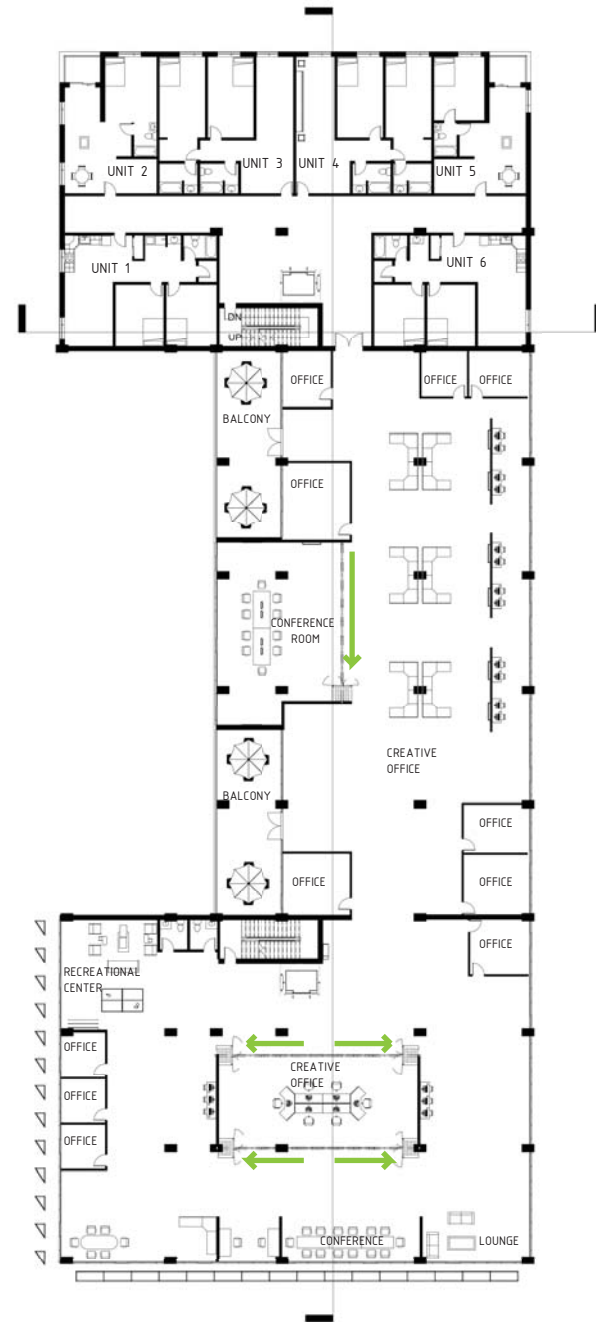 UNIT 2
UNIT 3
UNIT 4
UNIT 5
UNIT 1
UNIT 6
DN
UP
OFFICE
OFFICE
OFFICE
BALCONY
OFFICE
CONFERENCE
ROOM
CREATIVE
OFFICE
BALCONY
OFFICE
OFFICE
OFFICE
OFFICE
RECREATIONAL
CENTER
OFFICE
CREATIVE
OFFICE
OFFICE
OFFICE
CONFERENCE
LOUNGE